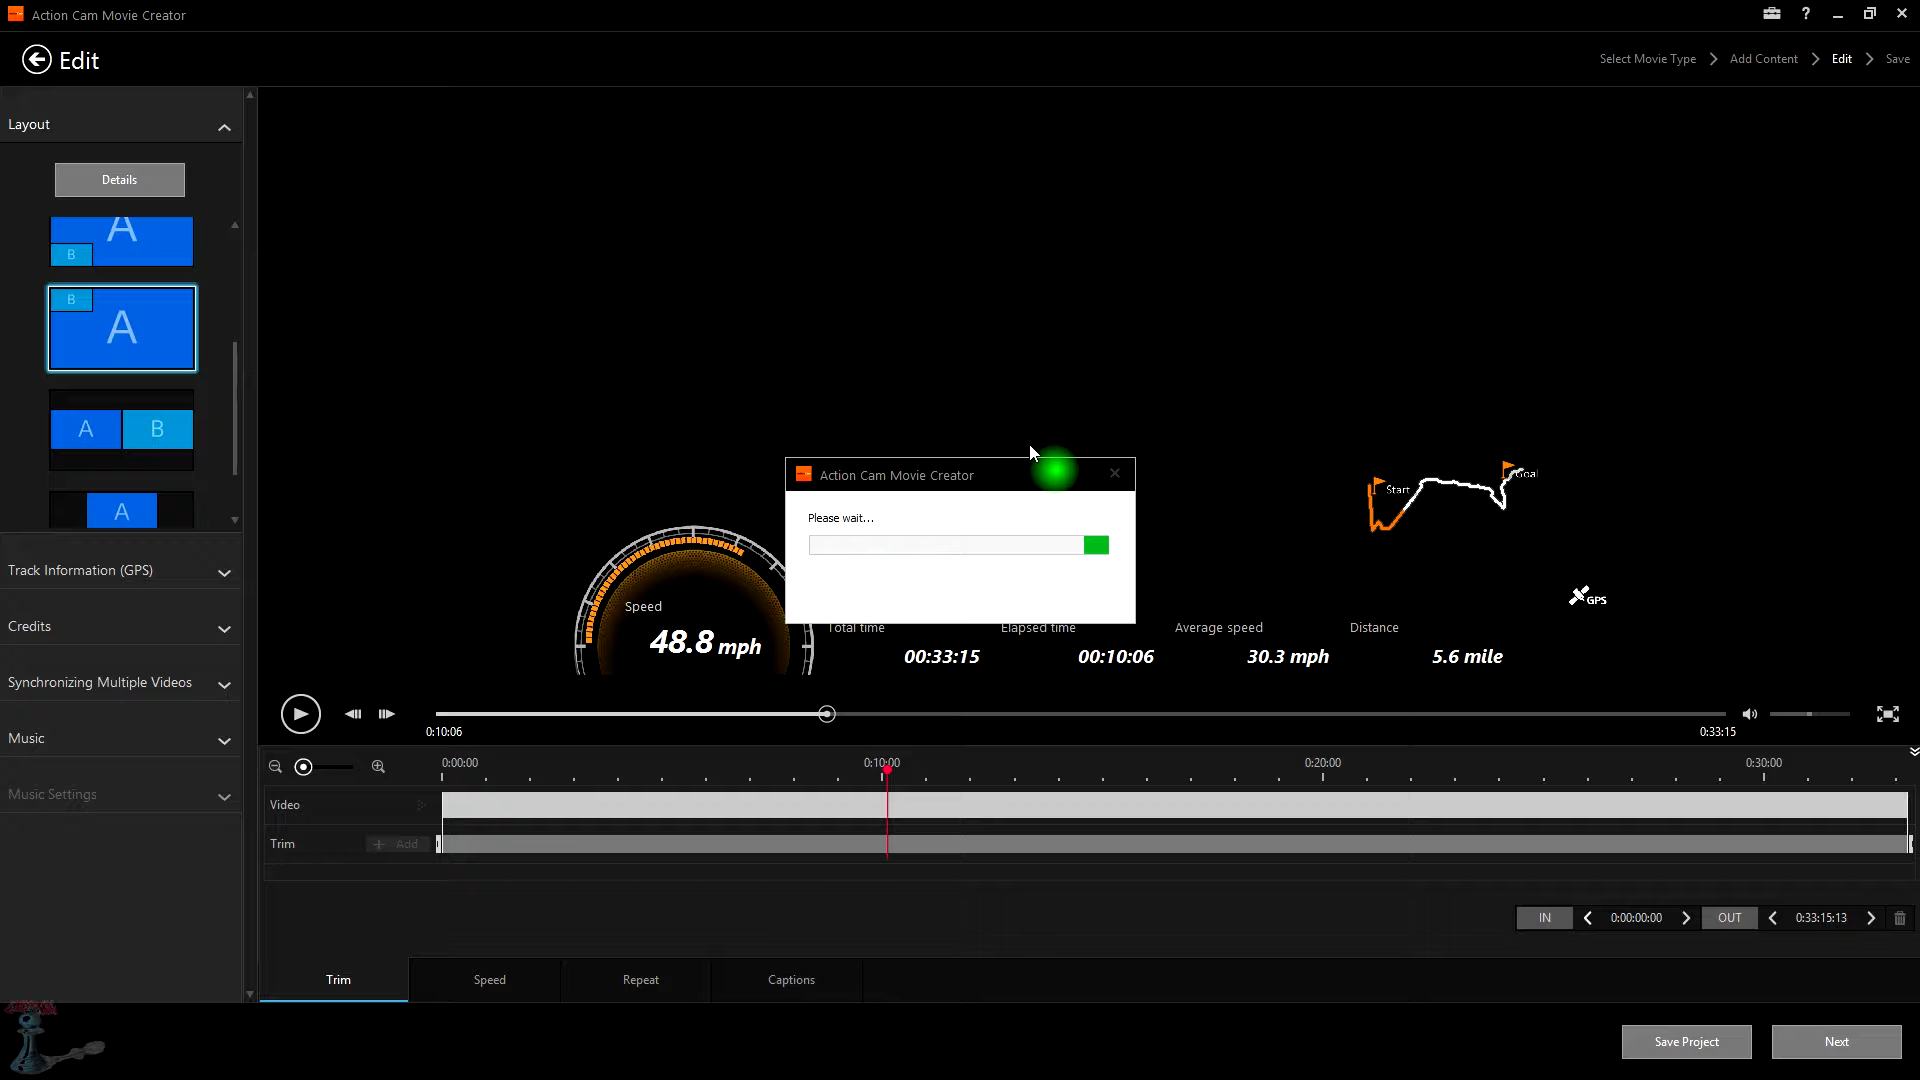 Action Cam Movie Creator
?
Edit
Select Movie Type
Add Content
Edit
Save
Layout
Details
A
B
B
A
A
B
A
Track Information (GPS)
Credits
Synchronizing Multiple Videos
Music
Music Settings
Action Cam Movie Creator
Please wait...
Start
Goal
GPS
Speed
48.8 mph
Total time
Elapsed time
Average speed
Distance
00:33:15
00:10:06
30.3 mph
5.6 mile
0:10:06
0:33:15
0:00:00
0:10:00
0:20:00
0:30:00
Video
Trim
+ Add
IN
0:00:00:00
OUT
0:33:15:13
Trim
Speed
Repeat
Captions
Save Project
Next